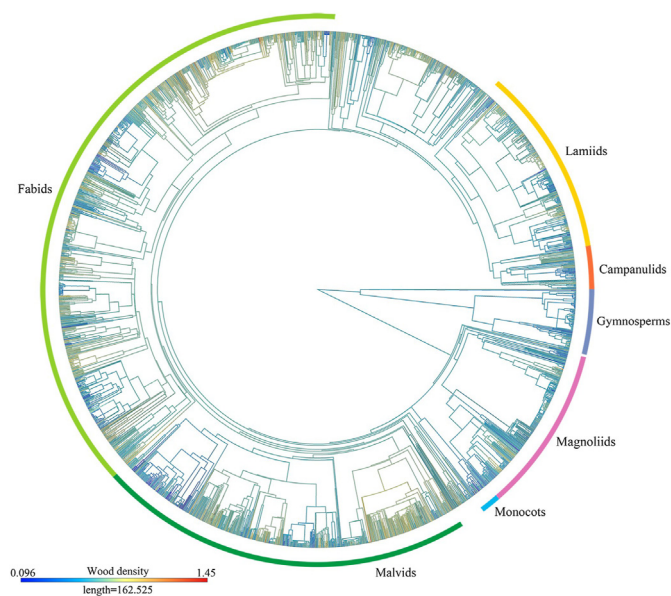 Lamiids
Fabids
Campanulids
Gymnosperms
Magnoliids
Monocots
Malvids
0.096 Wood density 1.45
length=162.525